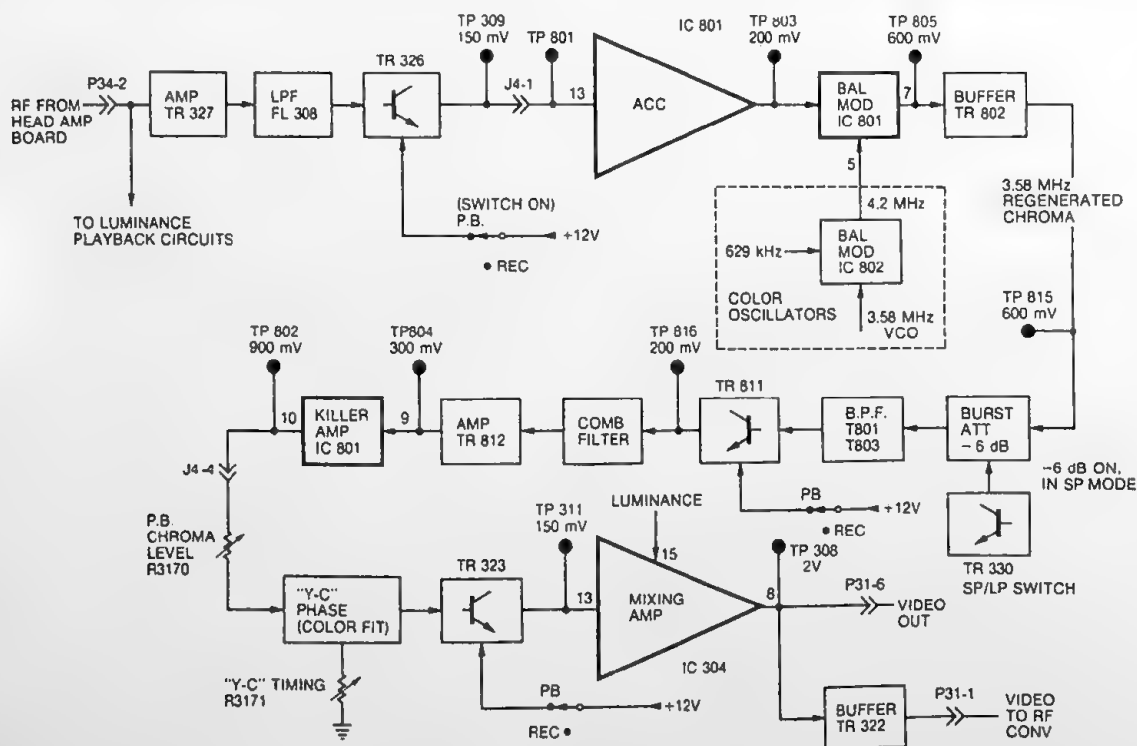 P34-2
RF FROM
HEAD AMP
BOARD
AMP
TR 327
LPF
FL 308
TR 326
TP 309
150 mV
TP 801
J4-1
13
IC 801
ACC
TP 803
200 mV
BAL
MOD
IC 801
7
5
TP 805
600 mV
BUFFER
TR 802
TO LUMINANCE
PLAYBACK CIRCUITS
(SWITCH ON)
P.B.
+12V
• REC
4.2 MHz
629 kHz
BAL
MOD
IC 802
COLOR
OSCILLATORS
3.58 MHz
VCO
3.58 MHz
REGENERATED
CHROMA
TP 815
600 mV
TP 802
900 mV
TP804
300 mV
TP 816
200 mV
TR 811
10
KILLER
AMP
IC 801
9
AMP
TR 812
COMB
FILTER
B.P.F.
T801
T803
BURST
ATT
- 6 dB
-6 dB ON,
IN SP MODE
J4-4
PB
+12V
• REC
TR 330
SP/LP SWITCH
P.B.
CHROMA
LEVEL
R3170
LUMINANCE
TP 311
150 mV
15
TP 308
2V
TR 323
"Y-C"
PHASE
(COLOR FIT)
13
MIXING
AMP
8
P31-6
VIDEO
OUT
IC 304
"Y-C" TIMING
R3171
PB
+12V
REC •
BUFFER
TR 322
P31-1
VIDEO
TO RF
CONV